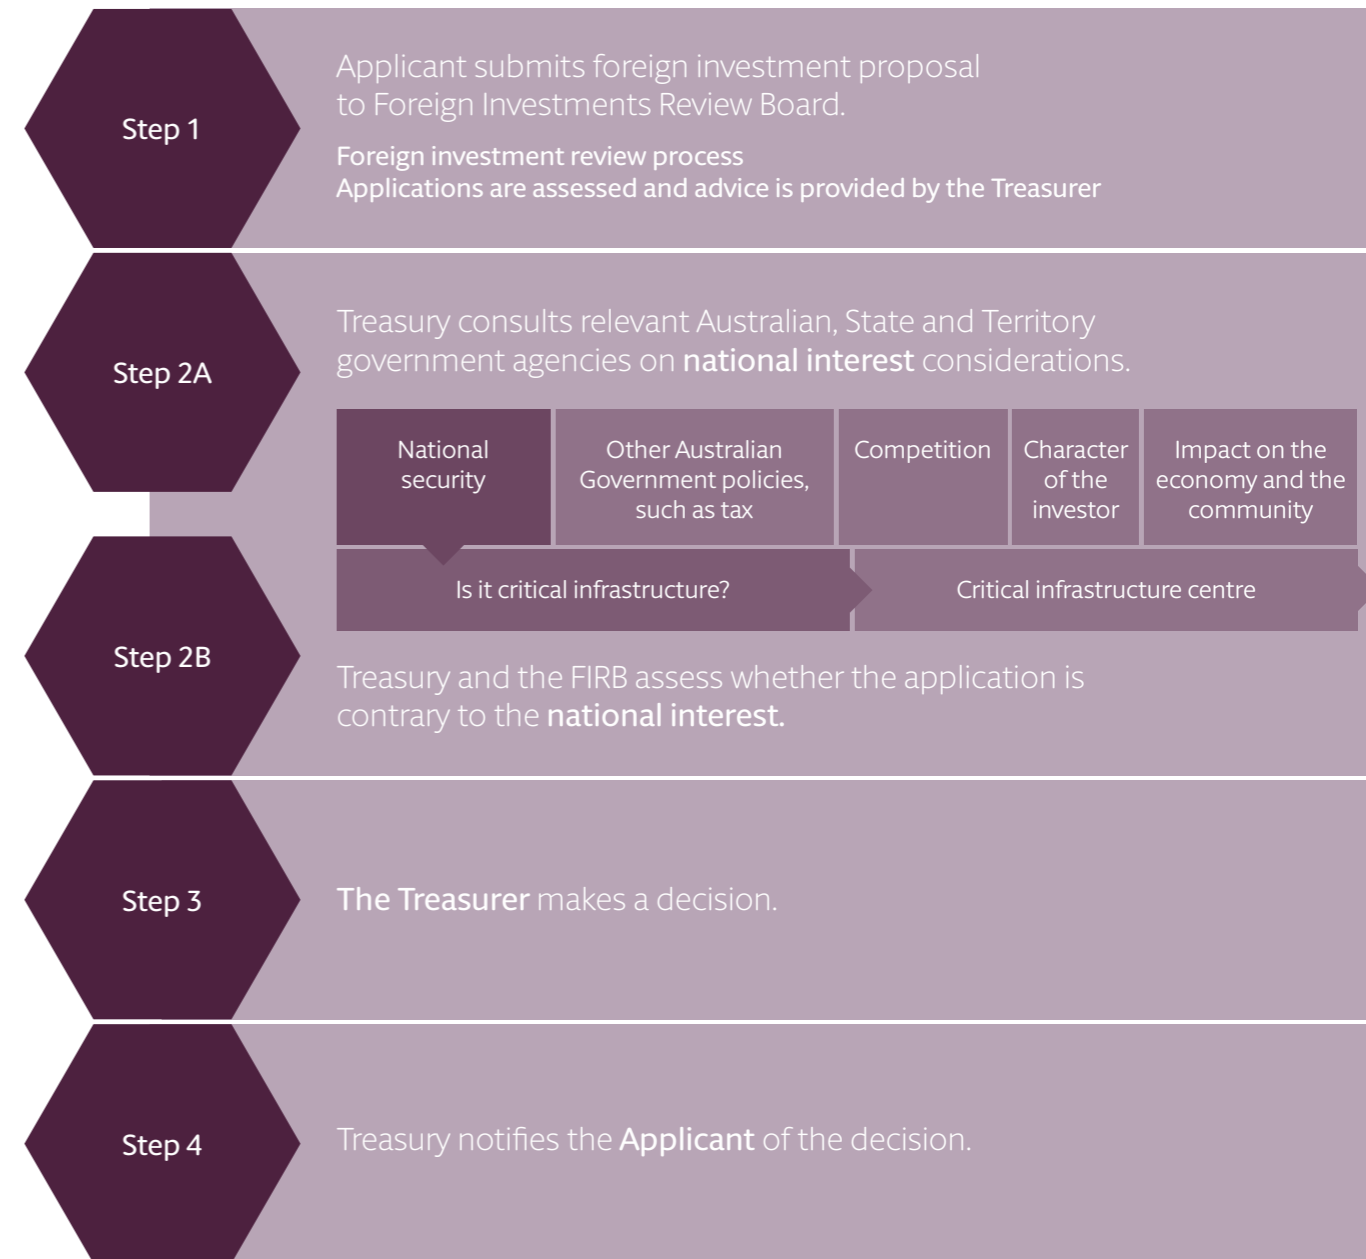 Step 1
Applicant submits foreign investment proposal
to Foreign Investments Review Board.
Foreign investment review process
Applications are assessed and advice is provided by the Treasurer
Step 2A
Treasury consults relevant Australian, State and Territory
government agencies on national interest considerations.
National
security
Other Australian
Government policies,
such as tax
Competition
Character
of the
investor
Impact on the
economy and the
community
Is it critical infrastructure?
Critical infrastructure centre
Step 2B
Treasury and the FIRB assess whether the application is
contrary to the national interest.
Step 3
The Treasurer makes a decision.
Step 4
Treasury notifies the Applicant of the decision.